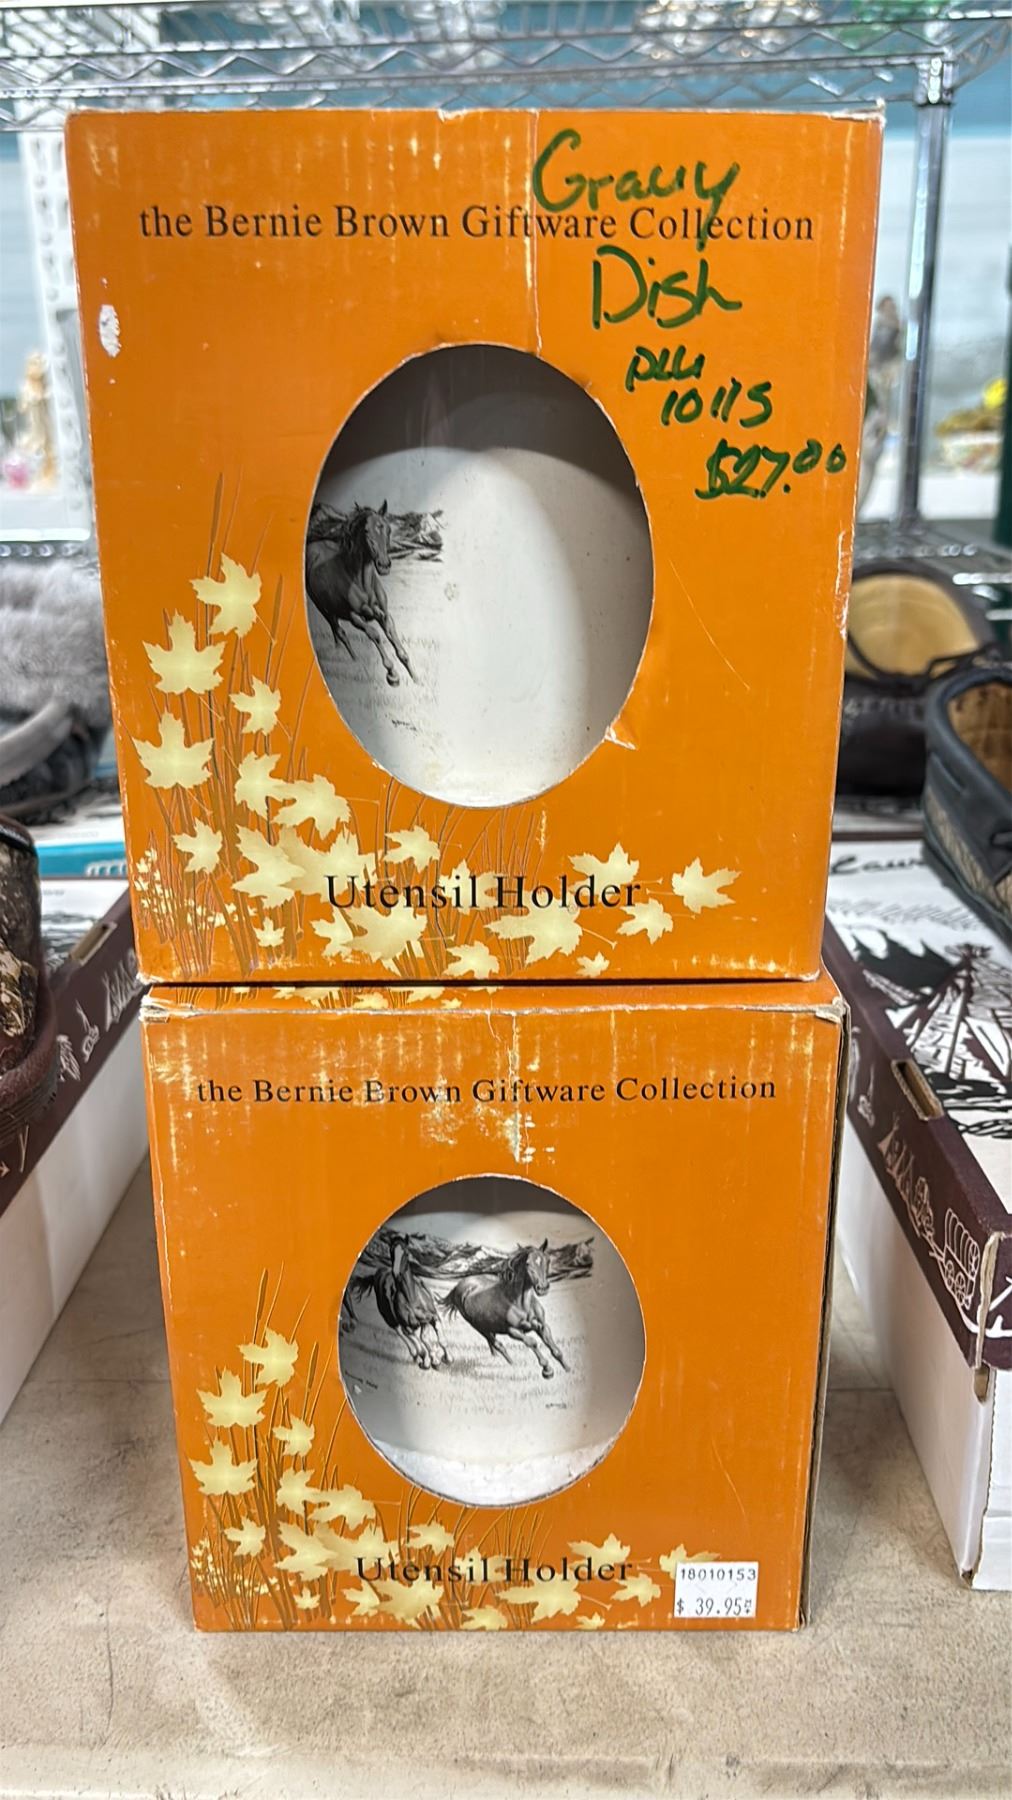 the Bernie Brown Giftware Collection
Gravy
Dish
10115
$27.00
Utensil Holder
the Bernie Brown Giftware Collection
Utensil Holder
18010153
$ 39.95